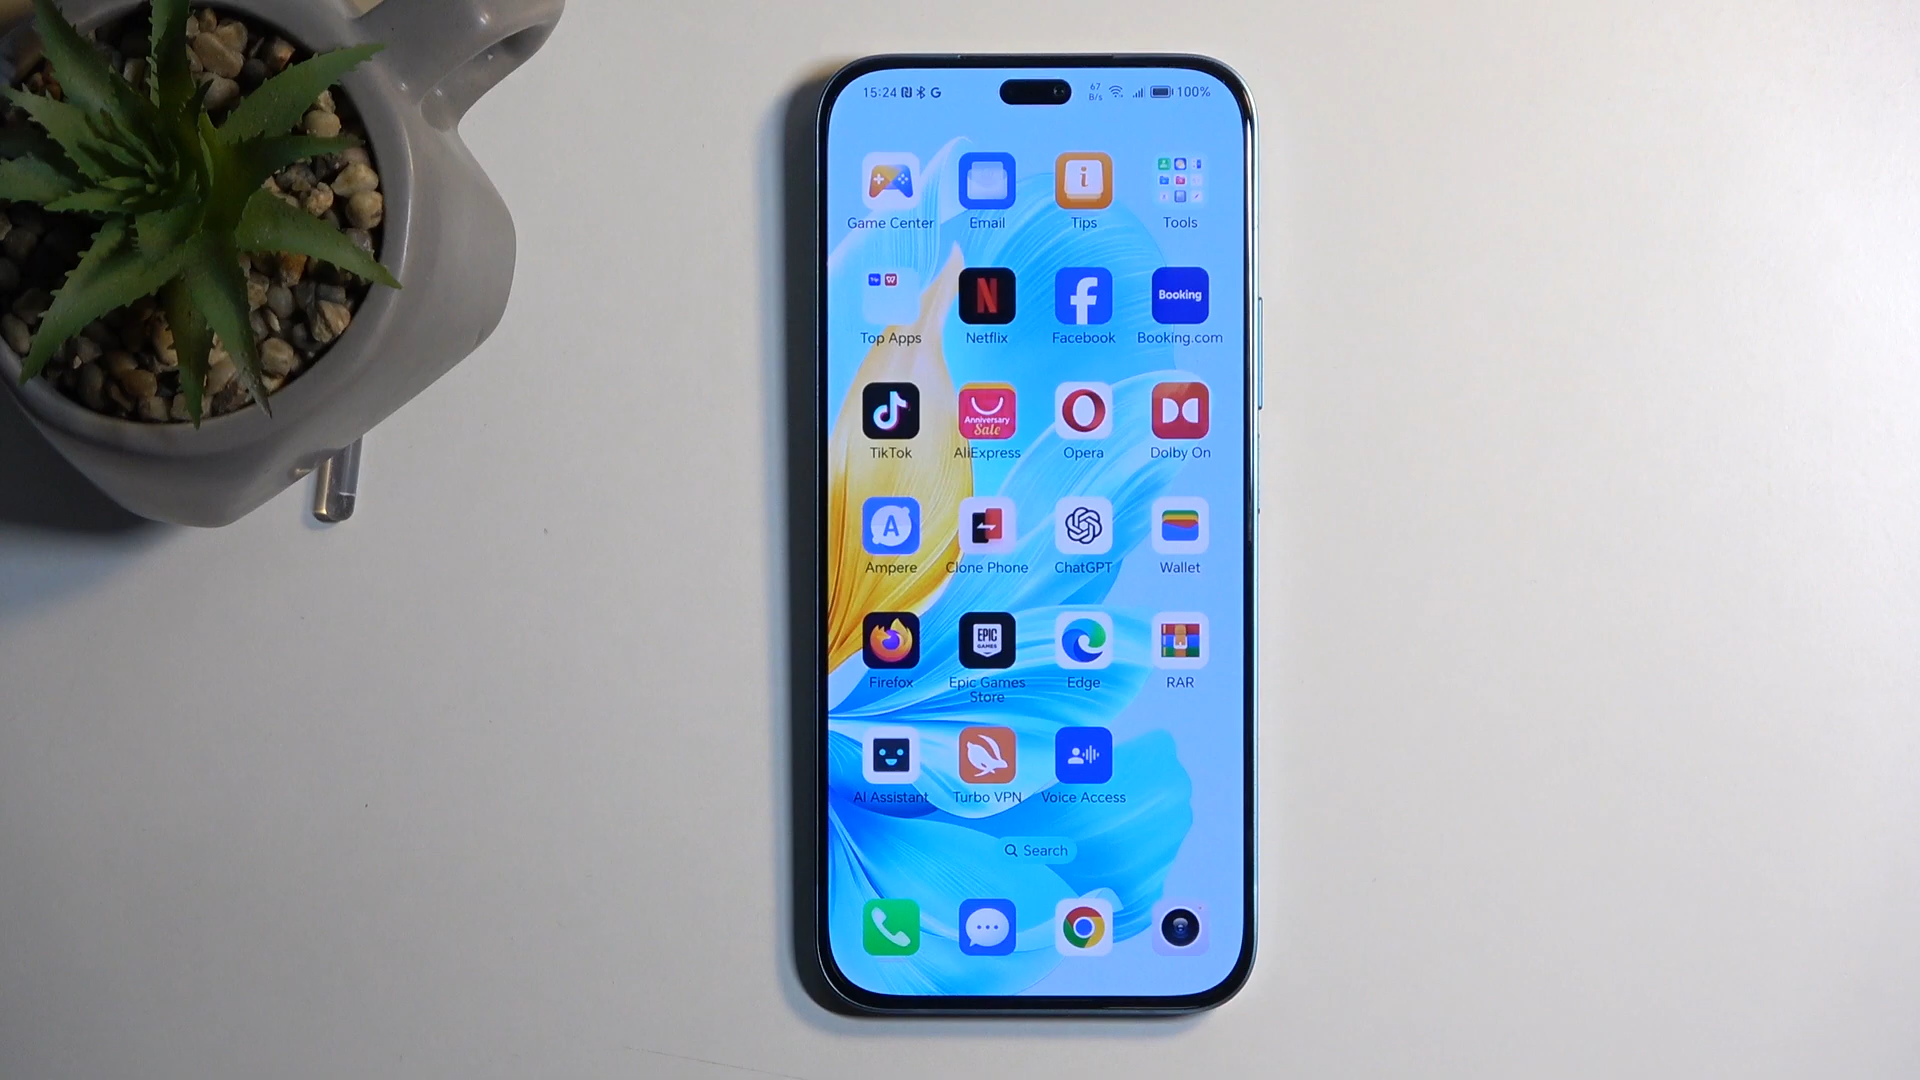 15:24 G 67 B/s 100%
Game Center Email Tips Tools
Booking
Top Apps Netflix Facebook Booking.com
Anniversary
Sale
TikTok AliExpress Opera Dolby On
A
Ampere Clone Phone ChatGPT Wallet
EPIC
GAMES
Firefox Epic Games Store Edge RAR
AI Assistant Turbo VPN Voice Access
Search